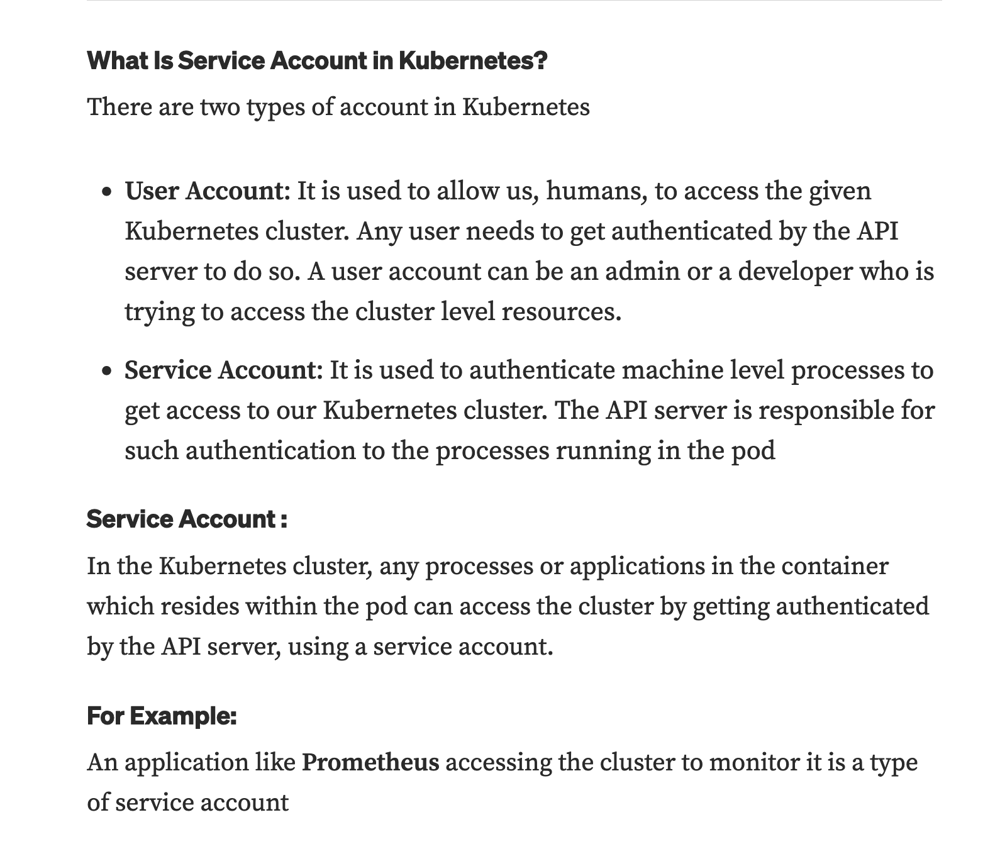 What Is Service Account in Kubernetes?
There are two types of account in Kubernetes
• User Account: It is used to allow us, humans, to access the given
Kubernetes cluster. Any user needs to get authenticated by the API
server to do so. A user account can be an admin or a developer who is
trying to access the cluster level resources.
• Service Account: It is used to authenticate machine level processes to
get access to our Kubernetes cluster. The API server is responsible for
such authentication to the processes running in the pod
Service Account :
In the Kubernetes cluster, any processes or applications in the container
which resides within the pod can access the cluster by getting authenticated
by the API server, using a service account.
For Example:
An application like Prometheus accessing the cluster to monitor it is a type
of service account